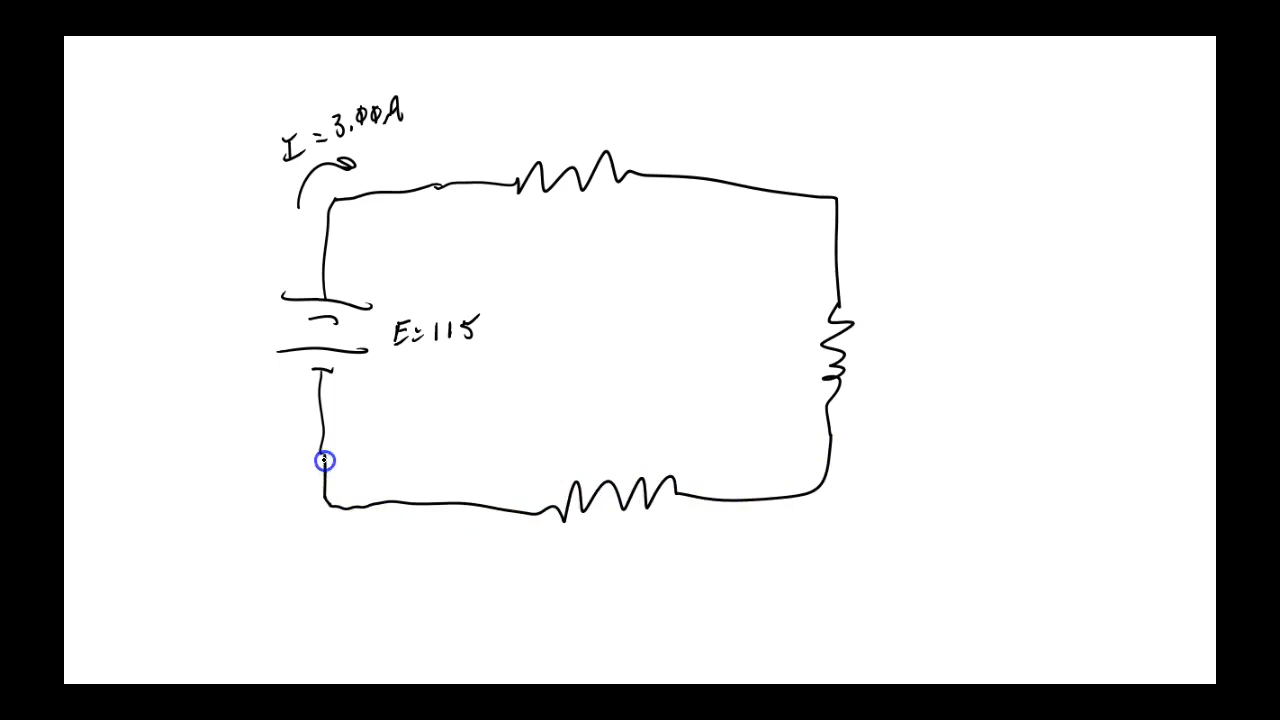 I = 3.00A
E = 115